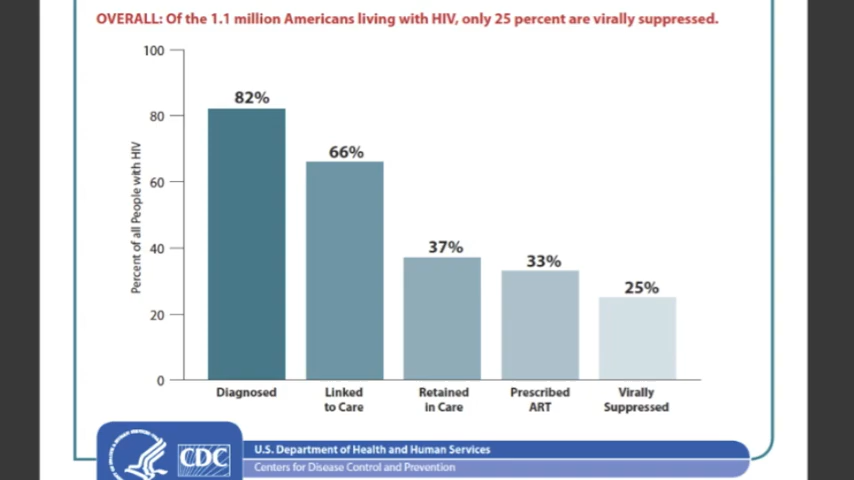 OVERALL: Of the 1.1 million Americans living with HIV, only 25 percent are virally suppressed.
Percent of all People with HIV
100
80
60
40
20
0
82%
66%
37%
33%
25%
Diagnosed
Linked
to Care
Retained
in Care
Prescribed
ART
Virally
Suppressed
CDC
U.S. Department of Health and Human Services
Centers for Disease Control and Prevention